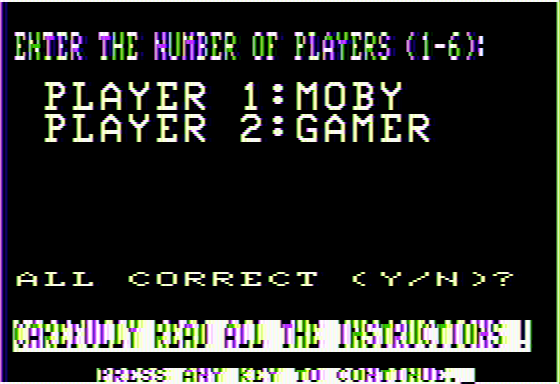 ENTER THE NUMBER OF PLAYERS (1-6):
PLAYER 1:MOBY
PLAYER 2:GAMER
ALL CORRECT (Y/N)?
CAREFULLY READ ALL THE INSTRUCTIONS !
PRESS ANY KEY TO CONTINUE._